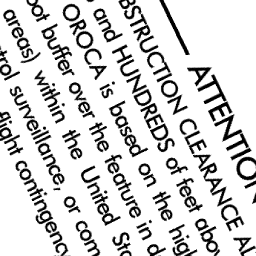 ATTENTION
BSTRUCTION CLEARANCE AL
and HUNDREDS of feet abov
OROCA is based on the high
oot buffer over the feature in d
areas) within the United Sta
trol surveillance, or com
flight contingency